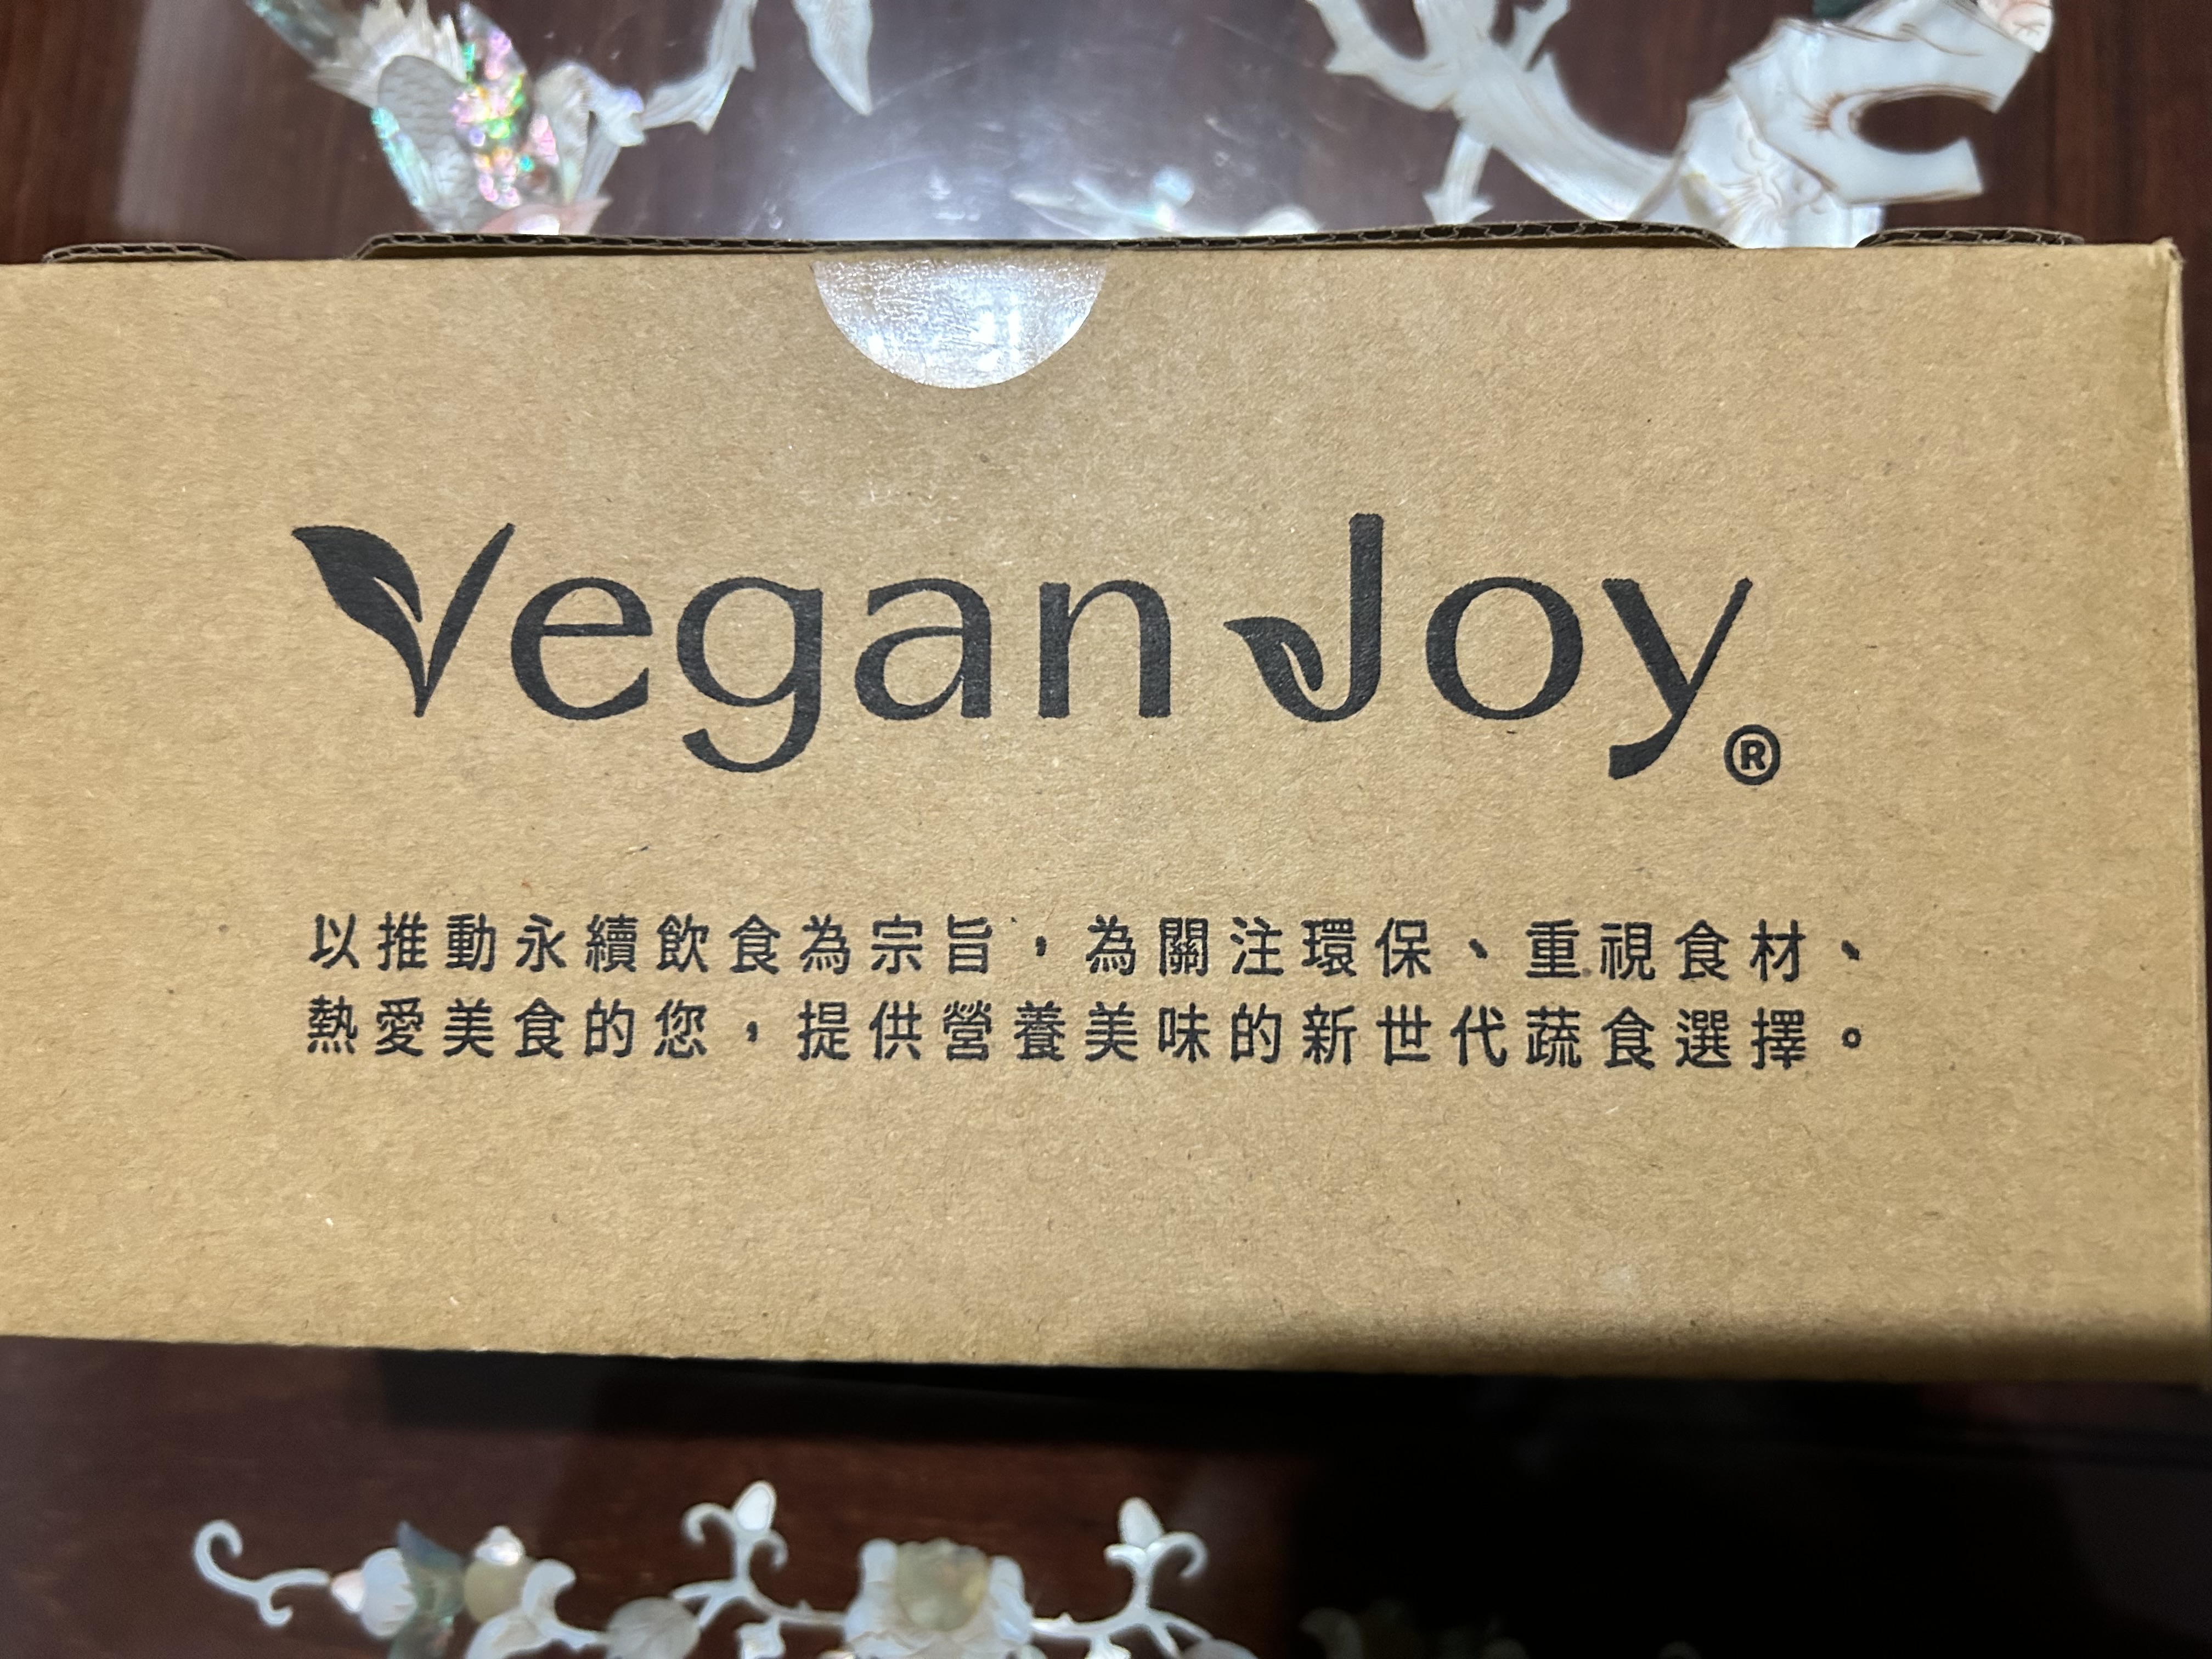 Vegan Joy®
以推動永續飲食為宗旨，為關注環保、重視食材、
熱愛美食的您，提供營養美味的新世代蔬食選擇。